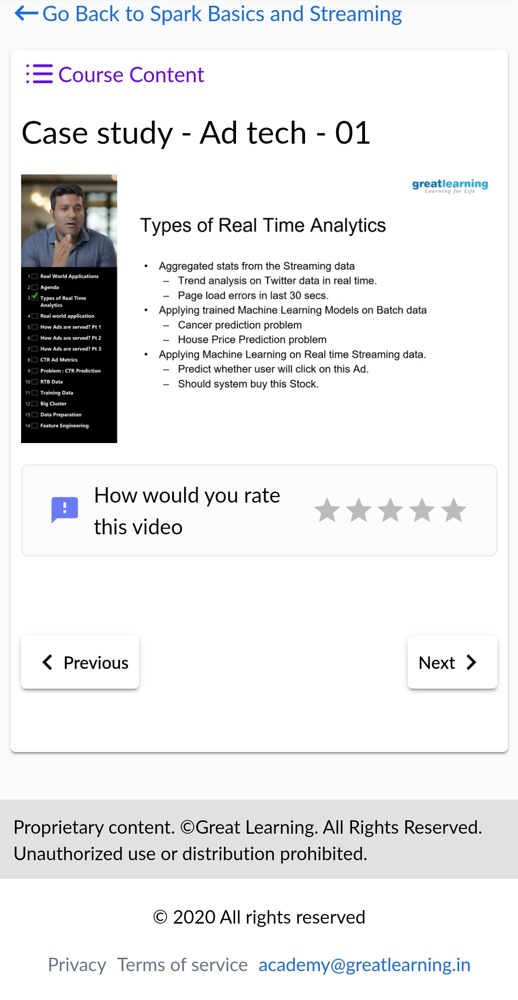 Go Back to Spark Basics and Streaming
Course Content
Case study - Ad tech - 01
greatlearning
Learning for Life
Types of Real Time Analytics
• Aggregated stats from the Streaming data
– Trend analysis on Twitter data in real time.
– Page load errors in last 30 secs.
• Applying trained Machine Learning Models on Batch data
– Cancer prediction problem
– House Price Prediction problem
• Applying Machine Learning on Real time Streaming data.
– Predict whether user will click on this Ad.
– Should system buy this Stock.
1 Real World Applications
2 Agenda
3 Types of Real Time
Analytics
4 Real world application
5 How Ads are served? Pt 1
6 How Ads are served? Pt 2
7 How Ads are served? Pt 3
8 CTR Ad Metrics
9 Problem : CTR Prediction
10 RTB Data
11 Training Data
12 Big Cluster
13 Data Preparation
14 Feature Engineering
How would you rate
this video
Previous
Next
Proprietary content. ©Great Learning. All Rights Reserved.
Unauthorized use or distribution prohibited.
© 2020 All rights reserved
Privacy Terms of service academy@greatlearning.in